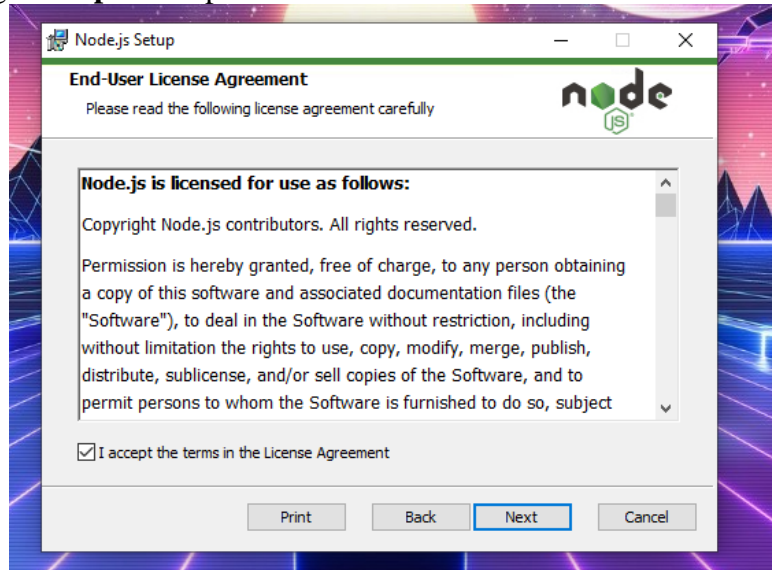 Node.js Setup
End-User License Agreement
Please read the following license agreement carefully
node
JS
Node.js is licensed for use as follows:
Copyright Node.js contributors. All rights reserved.
Permission is hereby granted, free of charge, to any person obtaining
a copy of this software and associated documentation files (the
"Software"), to deal in the Software without restriction, including
without limitation the rights to use, copy, modify, merge, publish,
distribute, sublicense, and/or sell copies of the Software, and to
permit persons to whom the Software is furnished to do so, subject
I accept the terms in the License Agreement
Print Back Next Cancel